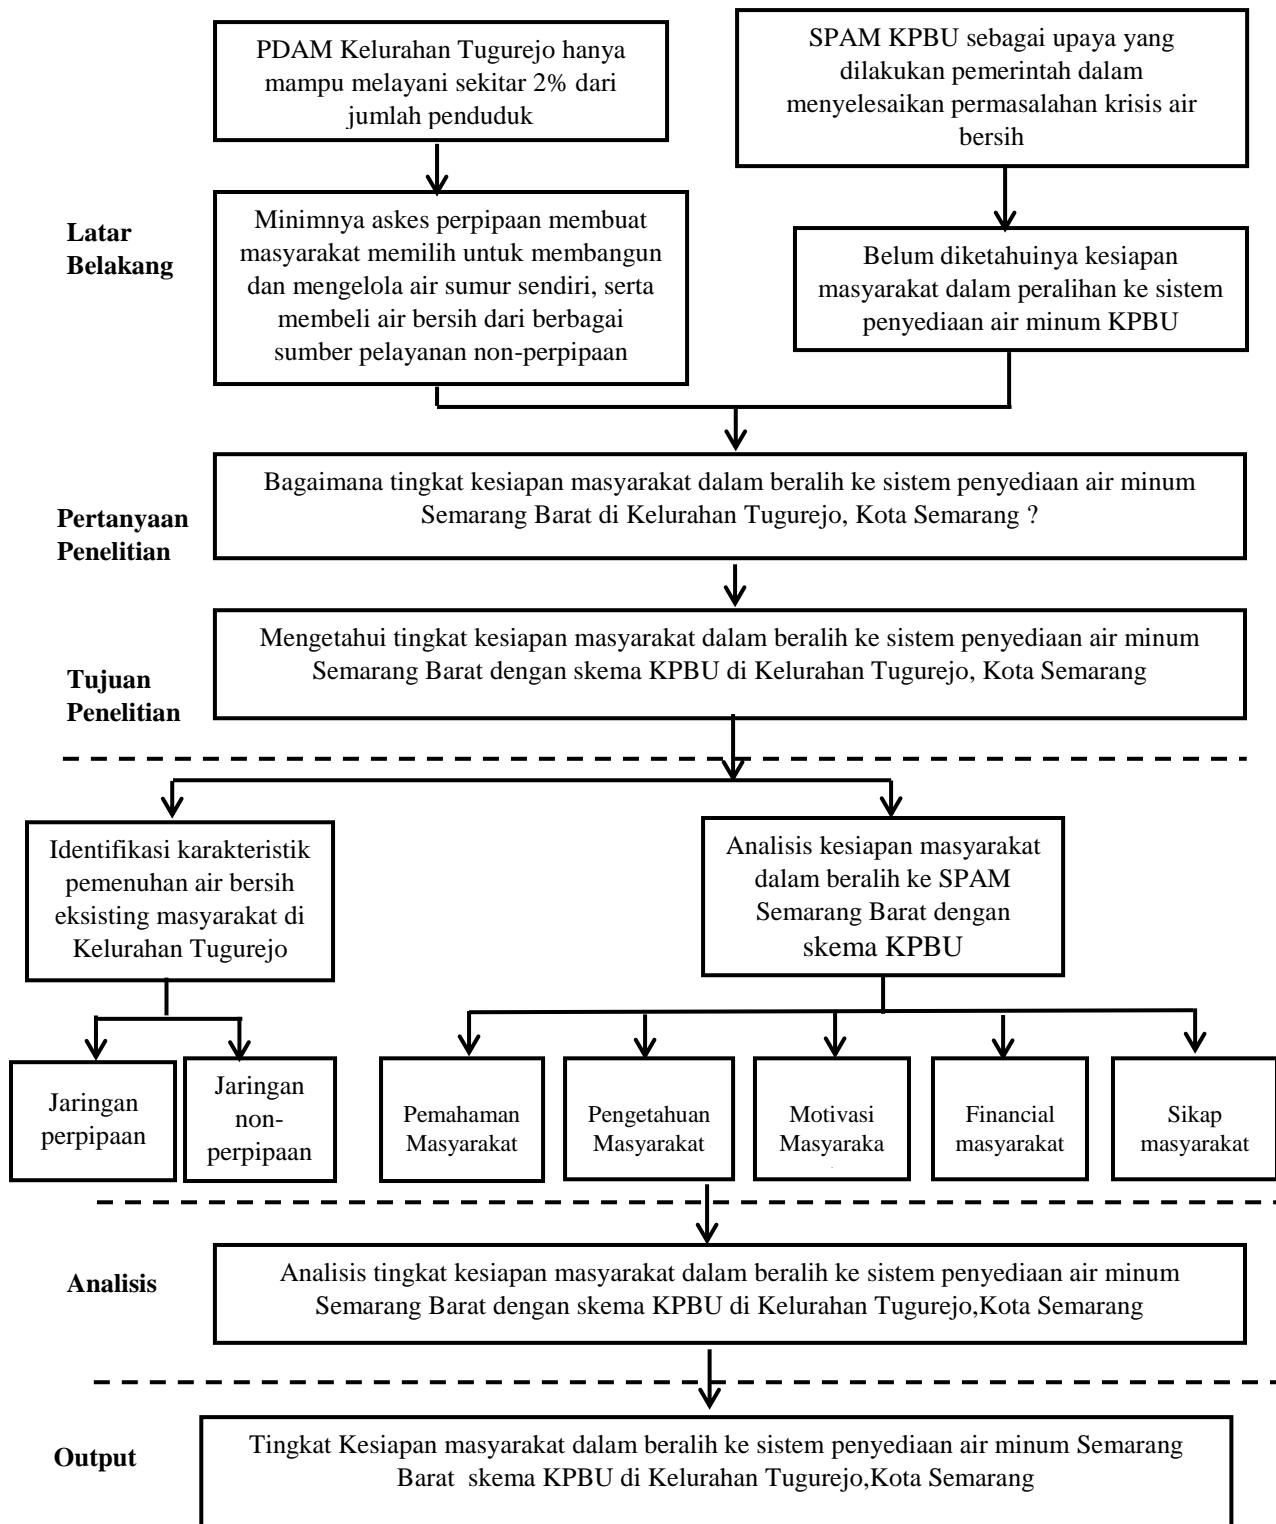 PDAM Kelurahan Tugurejo hanya
mampu melayani sekitar 2% dari
jumlah penduduk
SPAM KPBU sebagai upaya yang
dilakukan pemerintah dalam
menyelesaikan permasalahan krisis air
bersih
Latar
Belakang
Minimnya askes perpipaan membuat
masyarakat memilih untuk membangun
dan mengelola air sumur sendiri, serta
membeli air bersih dari berbagai
sumber pelayanan non-perpipaan
Belum diketahuinya kesiapan
masyarakat dalam peralihan ke sistem
penyediaan air minum KPBU
Pertanyaan
Penelitian
Bagaimana tingkat kesiapan masyarakat dalam beralih ke sistem penyediaan air minum
Semarang Barat di Kelurahan Tugurejo, Kota Semarang ?
Tujuan
Penelitian
Mengetahui tingkat kesiapan masyarakat dalam beralih ke sistem penyediaan air minum
Semarang Barat dengan skema KPBU di Kelurahan Tugurejo, Kota Semarang
Identifikasi karakteristik
pemenuhan air bersih
eksisting masyarakat di
Kelurahan Tugurejo
Analisis kesiapan masyarakat
dalam beralih ke SPAM
Semarang Barat dengan
skema KPBU
Jaringan
perpipaan
Jaringan
non-
perpipaan
Pemahaman
Masyarakat
Pengetahuan
Masyarakat
Motivasi
Masyaraka
Financial
masyarakat
Sikap
masyarakat
Analisis
Analisis tingkat kesiapan masyarakat dalam beralih ke sistem penyediaan air minum
Semarang Barat dengan skema KPBU di Kelurahan Tugurejo,Kota Semarang
Output
Tingkat Kesiapan masyarakat dalam beralih ke sistem penyediaan air minum Semarang
Barat skema KPBU di Kelurahan Tugurejo,Kota Semarang